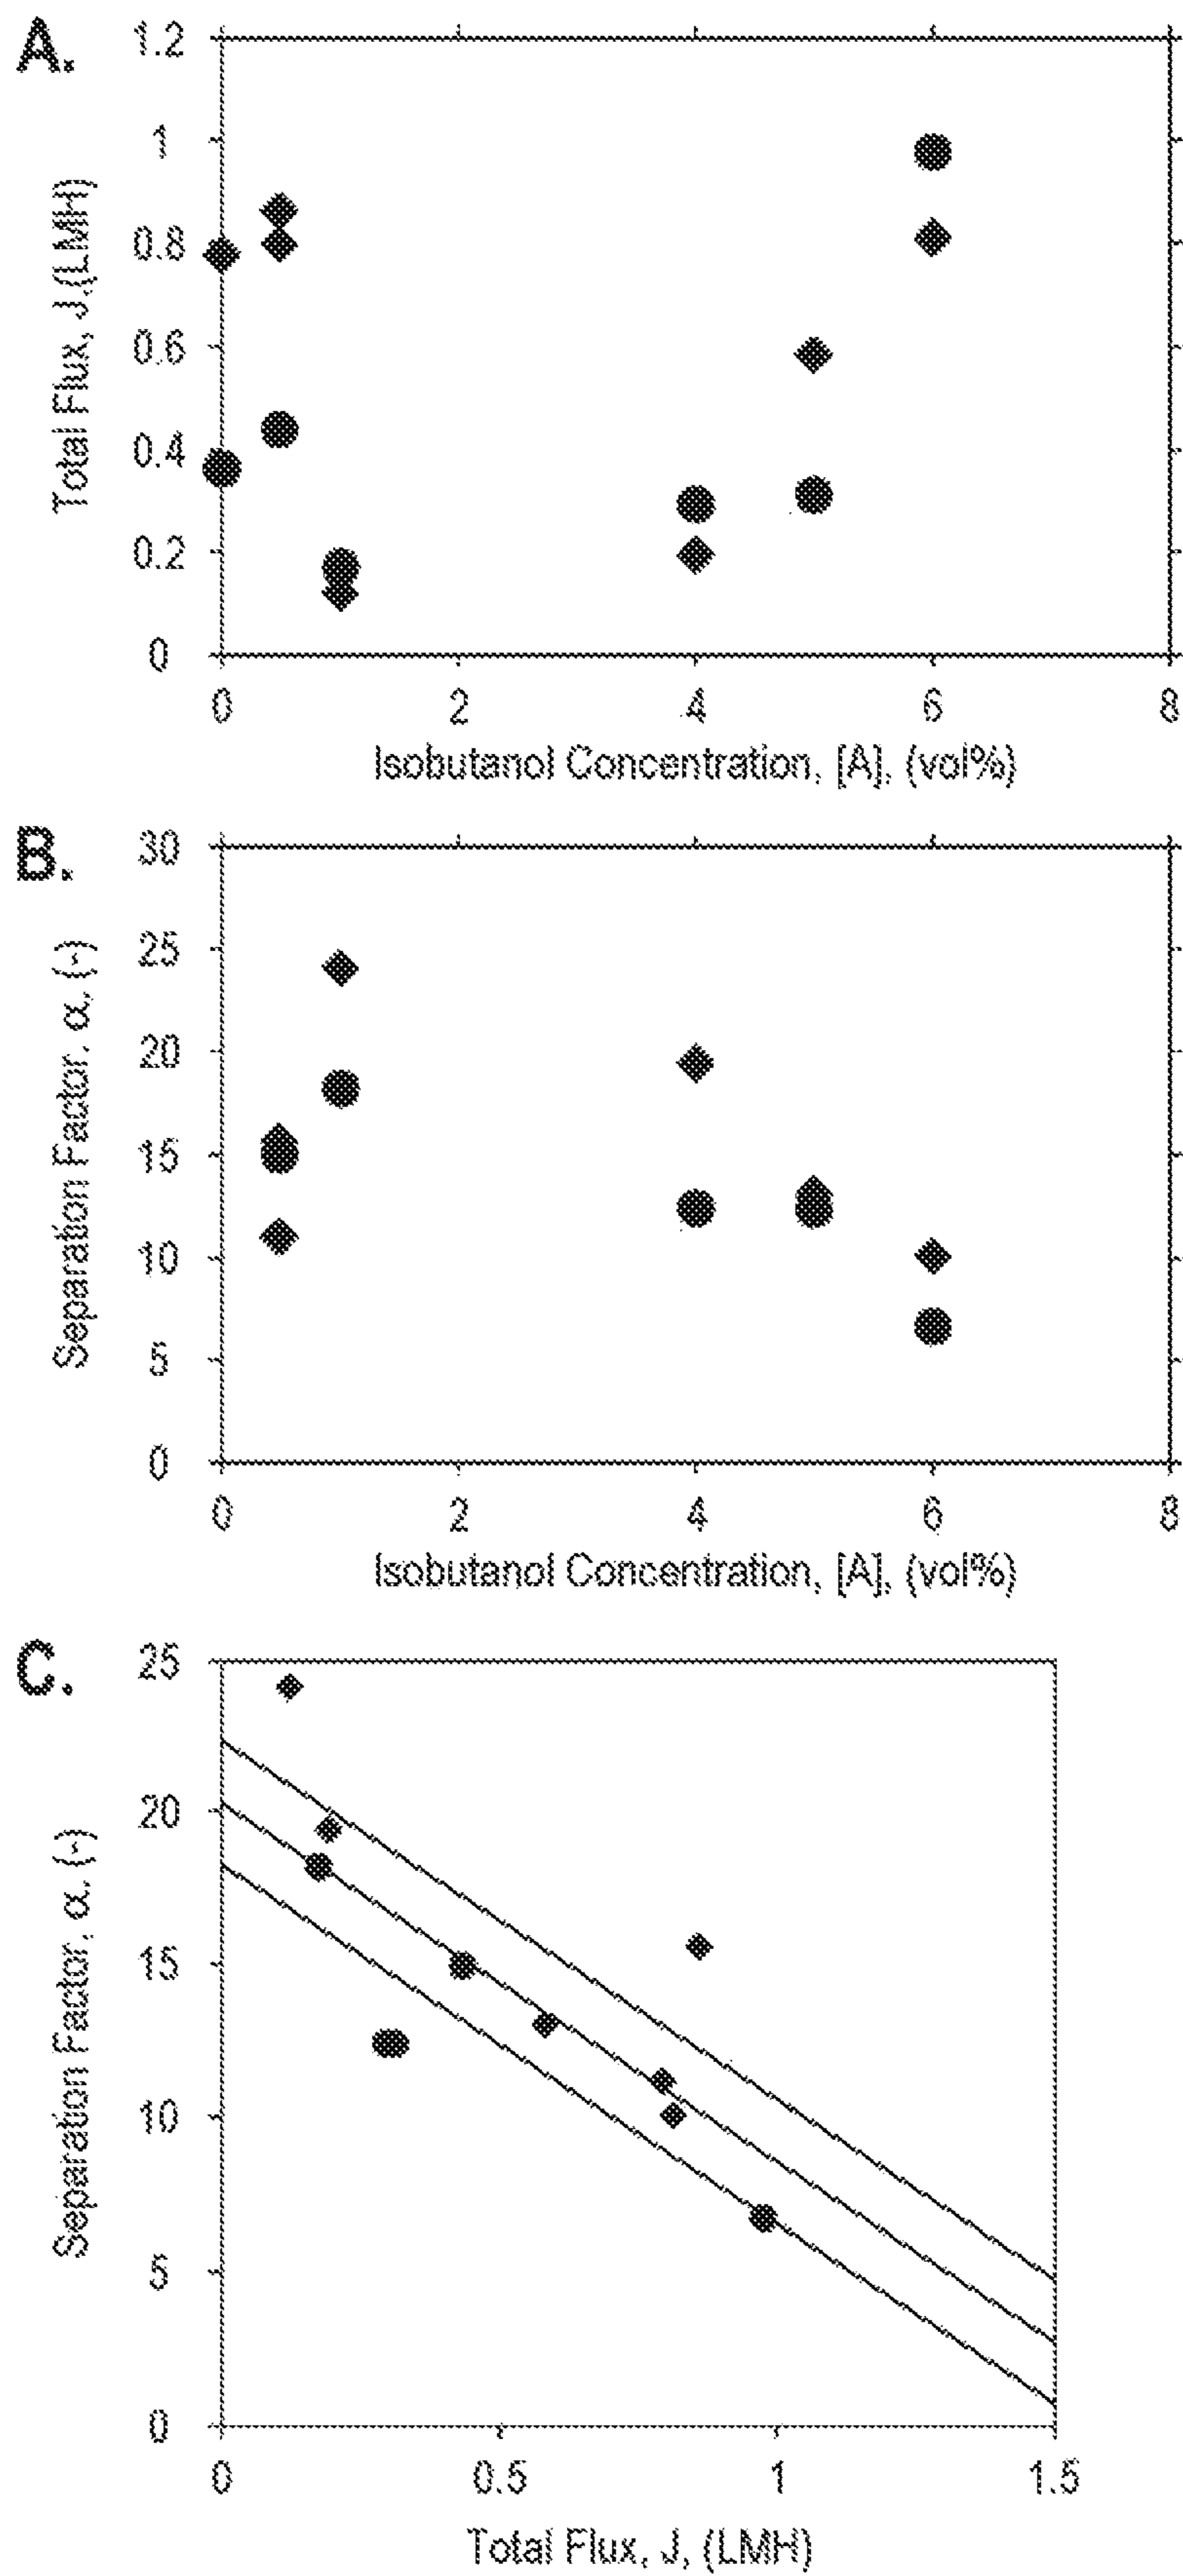 A.
1.2
1
0.8
0.6
0.4
0.2
0
Total Flux, J,(LMH)
0 2 4 6 8
Isobutanol Concentration, [A], (vol%)
B.
30
25
20
15
10
5
0
Separation Factor, α, (-)
0 2 4 6 8
Isobutanol Concentration, [A], (vol%)
C.
25
20
15
10
5
0
Separation Factor, α, (-)
0 0.5 1 1.5
Total Flux, J, (LMH)